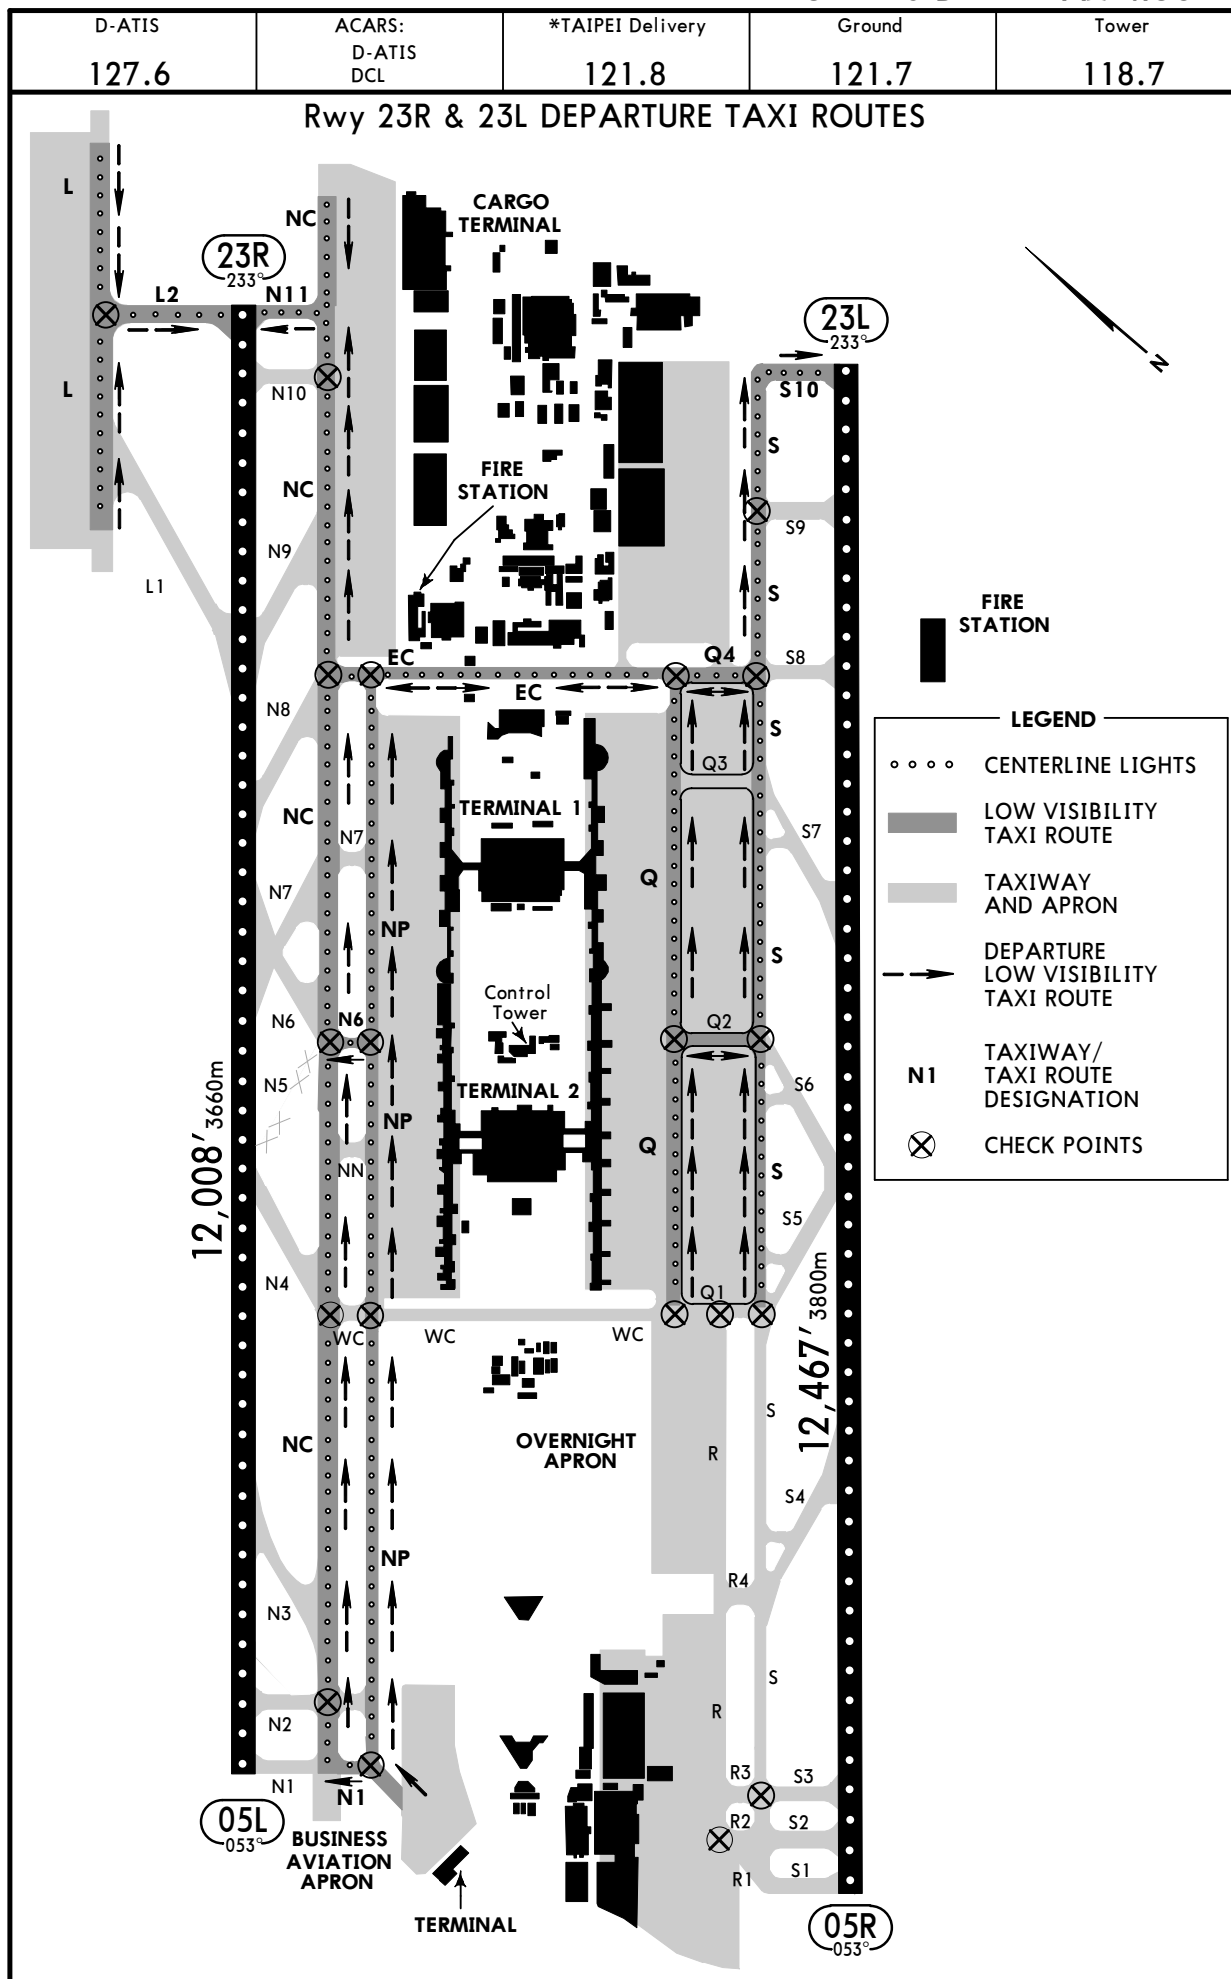 D-ATIS
127.6
ACARS:
D-ATIS
DCL
*TAIPEI Delivery
121.8
Ground
121.7
Tower
118.7
Rwy 23R & 23L DEPARTURE TAXI ROUTES
L
NC
CARGO
TERMINAL
23R
233°
L2
N11
23L
233°
N
L
N10
S10
NC
FIRE
STATION
S
S9
N9
L1
S
FIRE
STATION
EC
Q4
S8
EC
N8
S
Q3
LEGEND
CENTERLINE LIGHTS
LOW VISIBILITY
TAXI ROUTE
TAXIWAY
AND APRON
DEPARTURE
LOW VISIBILITY
TAXI ROUTE
N1
TAXIWAY/
TAXI ROUTE
DESIGNATION
CHECK POINTS
NC
N7
TERMINAL 1
S7
N7
Q
NP
S
Control
Tower
N6
N6
Q2
N5
TERMINAL 2
S6
NP
Q
NN
S
12,008' 3660m
S5
N4
Q1
WC
WC
WC
12,467' 3800m
S
NC
OVERNIGHT
APRON
R
S4
NP
R4
N3
S
N2
R
N1
N1
R3
S3
05L
053°
R2
S2
BUSINESS
AVIATION
APRON
R1
S1
TERMINAL
05R
053°